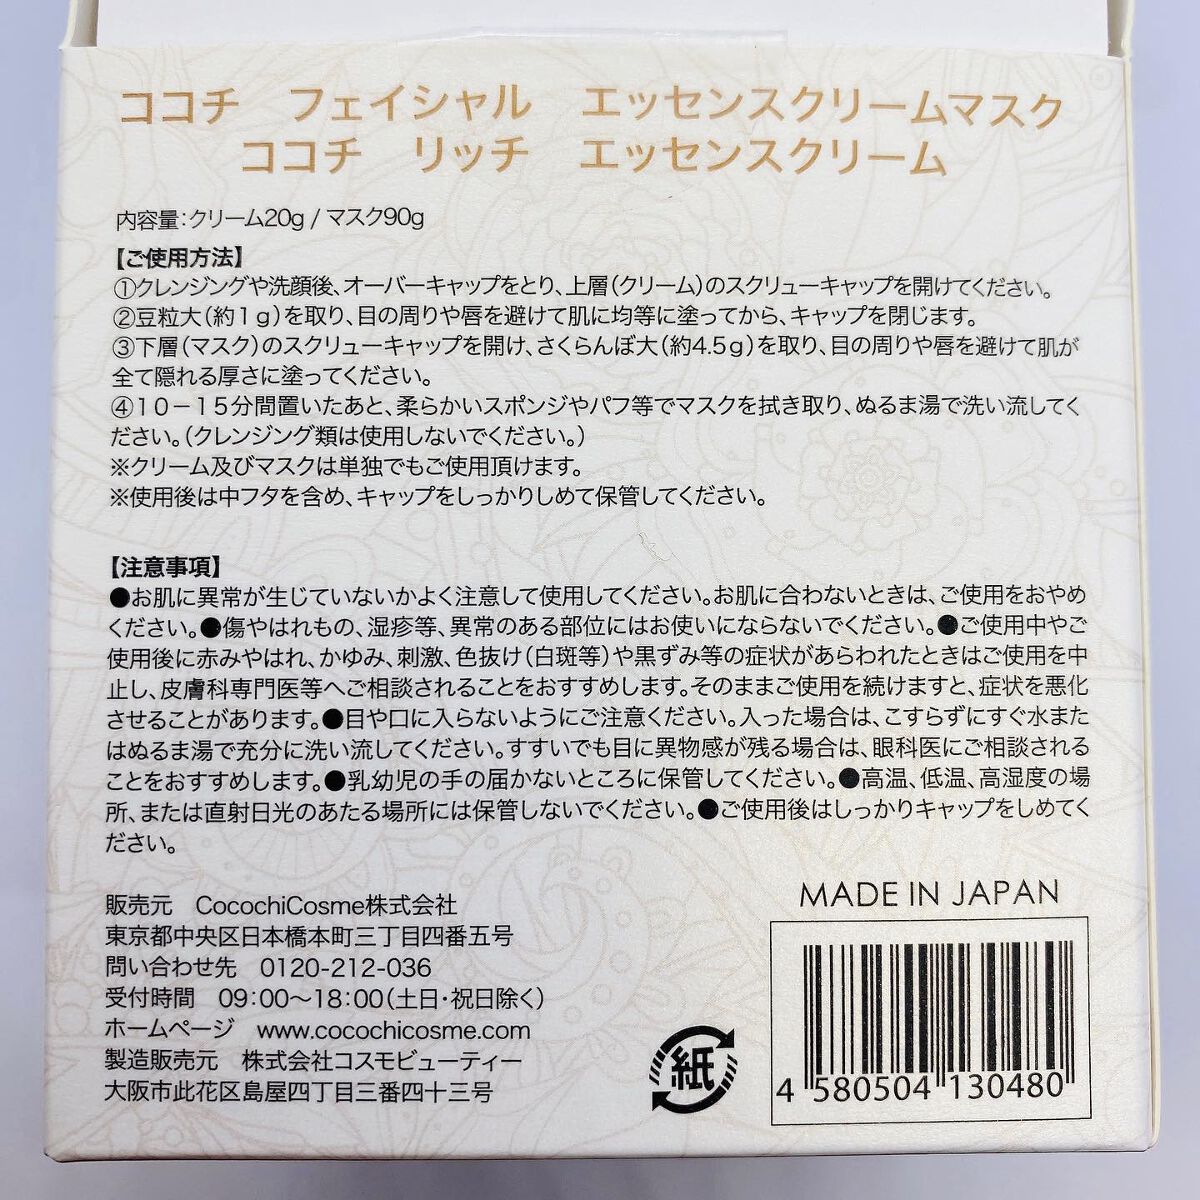 ココチ　フェイシャル　エッセンスクリームマスク
ココチ　リッチ　エッセンスクリーム
内容量：クリーム20g / マスク90g
【ご使用方法】
①クレンジングや洗顔後、オーバーキャップをとり、上層（クリーム）のスクリューキャップを開けてください。
②豆粒大（約1ｇ）を取り、目の周りや唇を避けて肌に均等に塗ってから、キャップを閉じます。
③下層（マスク）のスクリューキャップを開け、さくらんぼ大（約4.5ｇ）を取り、目の周りや唇を避けて肌が
全て隠れる厚さに塗ってください。
④10－15分間置いたあと、柔らかいスポンジやパフ等でマスクを拭き取り、ぬるま湯で洗い流してく
ださい。（クレンジング類は使用しないでください。）
※クリーム及びマスクは単独でもご使用頂けます。
※使用後は中フタを含め、キャップをしっかりしめて保管してください。
【注意事項】
●お肌に異常が生じていないかよく注意して使用してください。お肌に合わないときは、ご使用をおやめ
ください。●傷やはれもの、湿疹等、異常のある部位にはお使いにならないでください。●ご使用中やご
使用後に赤みやはれ、かゆみ、刺激、色抜け（白斑等）や黒ずみ等の症状があらわれたときはご使用を中
止し、皮膚科専門医等へご相談されることをおすすめします。そのままご使用を続けますと、症状を悪化
させることがあります。●目や口に入らないようにご注意ください。入った場合は、こすらずにすぐ水また
はぬるま湯で充分に洗い流してください。すすいでも目に異物感が残る場合は、眼科医にご相談される
ことをおすすめします。●乳幼児の手の届かないところに保管してください。●高温、低温、高湿度の場
所、または直射日光のあたる場所には保管しないでください。●ご使用後はしっかりキャップをしめてく
ださい。
販売元　CocochiCosme株式会社
東京都中央区日本橋本町三丁目四番五号
問い合わせ先　0120-212-036
受付時間　09:00～18:00（土日・祝日除く）
ホームページ　www.cocochicosme.com
製造販売元　株式会社コスモビューティー
大阪市此花区島屋四丁目三番四十三号
紙
MADE IN JAPAN
4 580504 130480